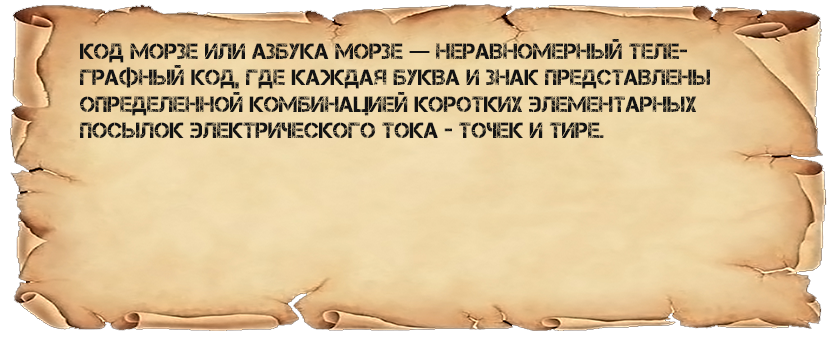 КОД МОРЗЕ ИЛИ АЗБУКА МОРЗЕ — НЕРАВНОМЕРНЫЙ ТЕЛЕ-
ГРАФНЫЙ КОД, ГДЕ КАЖДАЯ БУКВА И ЗНАК ПРЕДСТАВЛЕНЫ
ОПРЕДЕЛЕННОЙ КОМБИНАЦИЕЙ КОРОТКИХ ЭЛЕМЕНТАРНЫХ
ПОСЫЛОК ЭЛЕКТРИЧЕСКОГО ТОКА - ТОЧЕК И ТИРЕ.